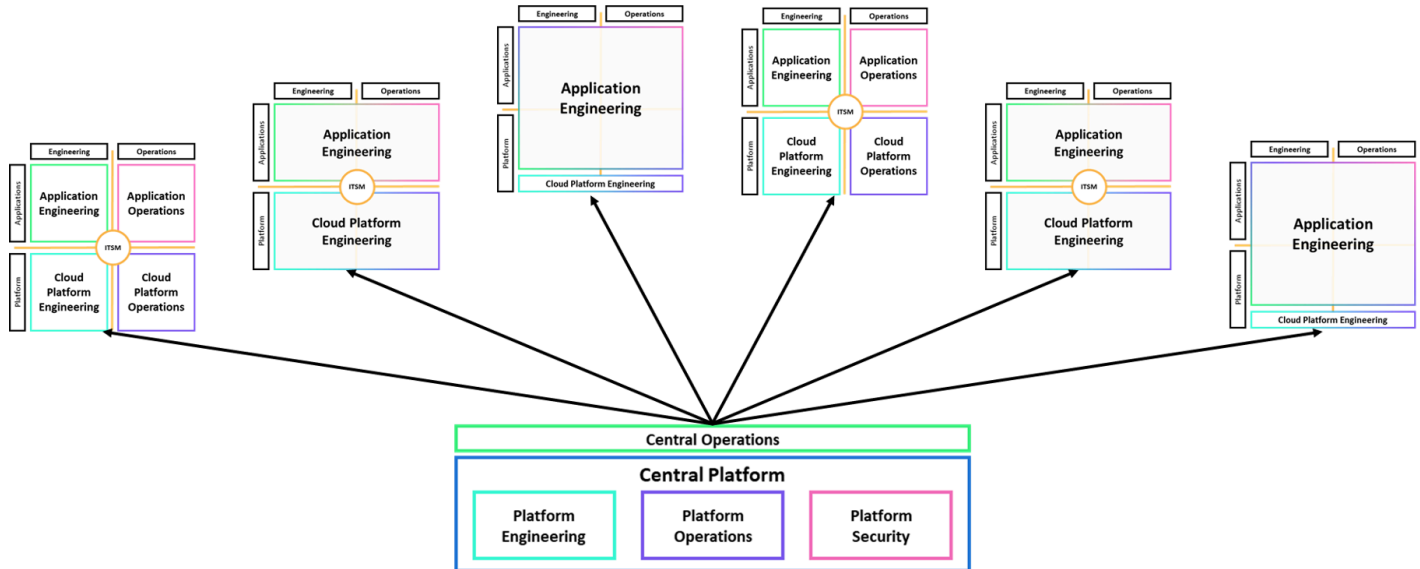 Engineering
Operations
Applications
Platform
Application
Engineering
Application
Operations
ITSM
Cloud
Platform
Engineering
Cloud
Platform
Operations
Engineering
Operations
Applications
Platform
Application
Engineering
ITSM
Cloud Platform
Engineering
Engineering
Operations
Applications
Platform
Application
Engineering
Cloud Platform Engineering
Engineering
Operations
Applications
Platform
Application
Engineering
Application
Operations
ITSM
Cloud
Platform
Engineering
Cloud
Platform
Operations
Engineering
Operations
Applications
Platform
Application
Engineering
ITSM
Cloud Platform
Engineering
Engineering
Operations
Applications
Platform
Application
Engineering
Cloud Platform Engineering
Central Operations
Central Platform
Platform
Engineering
Platform
Operations
Platform
Security